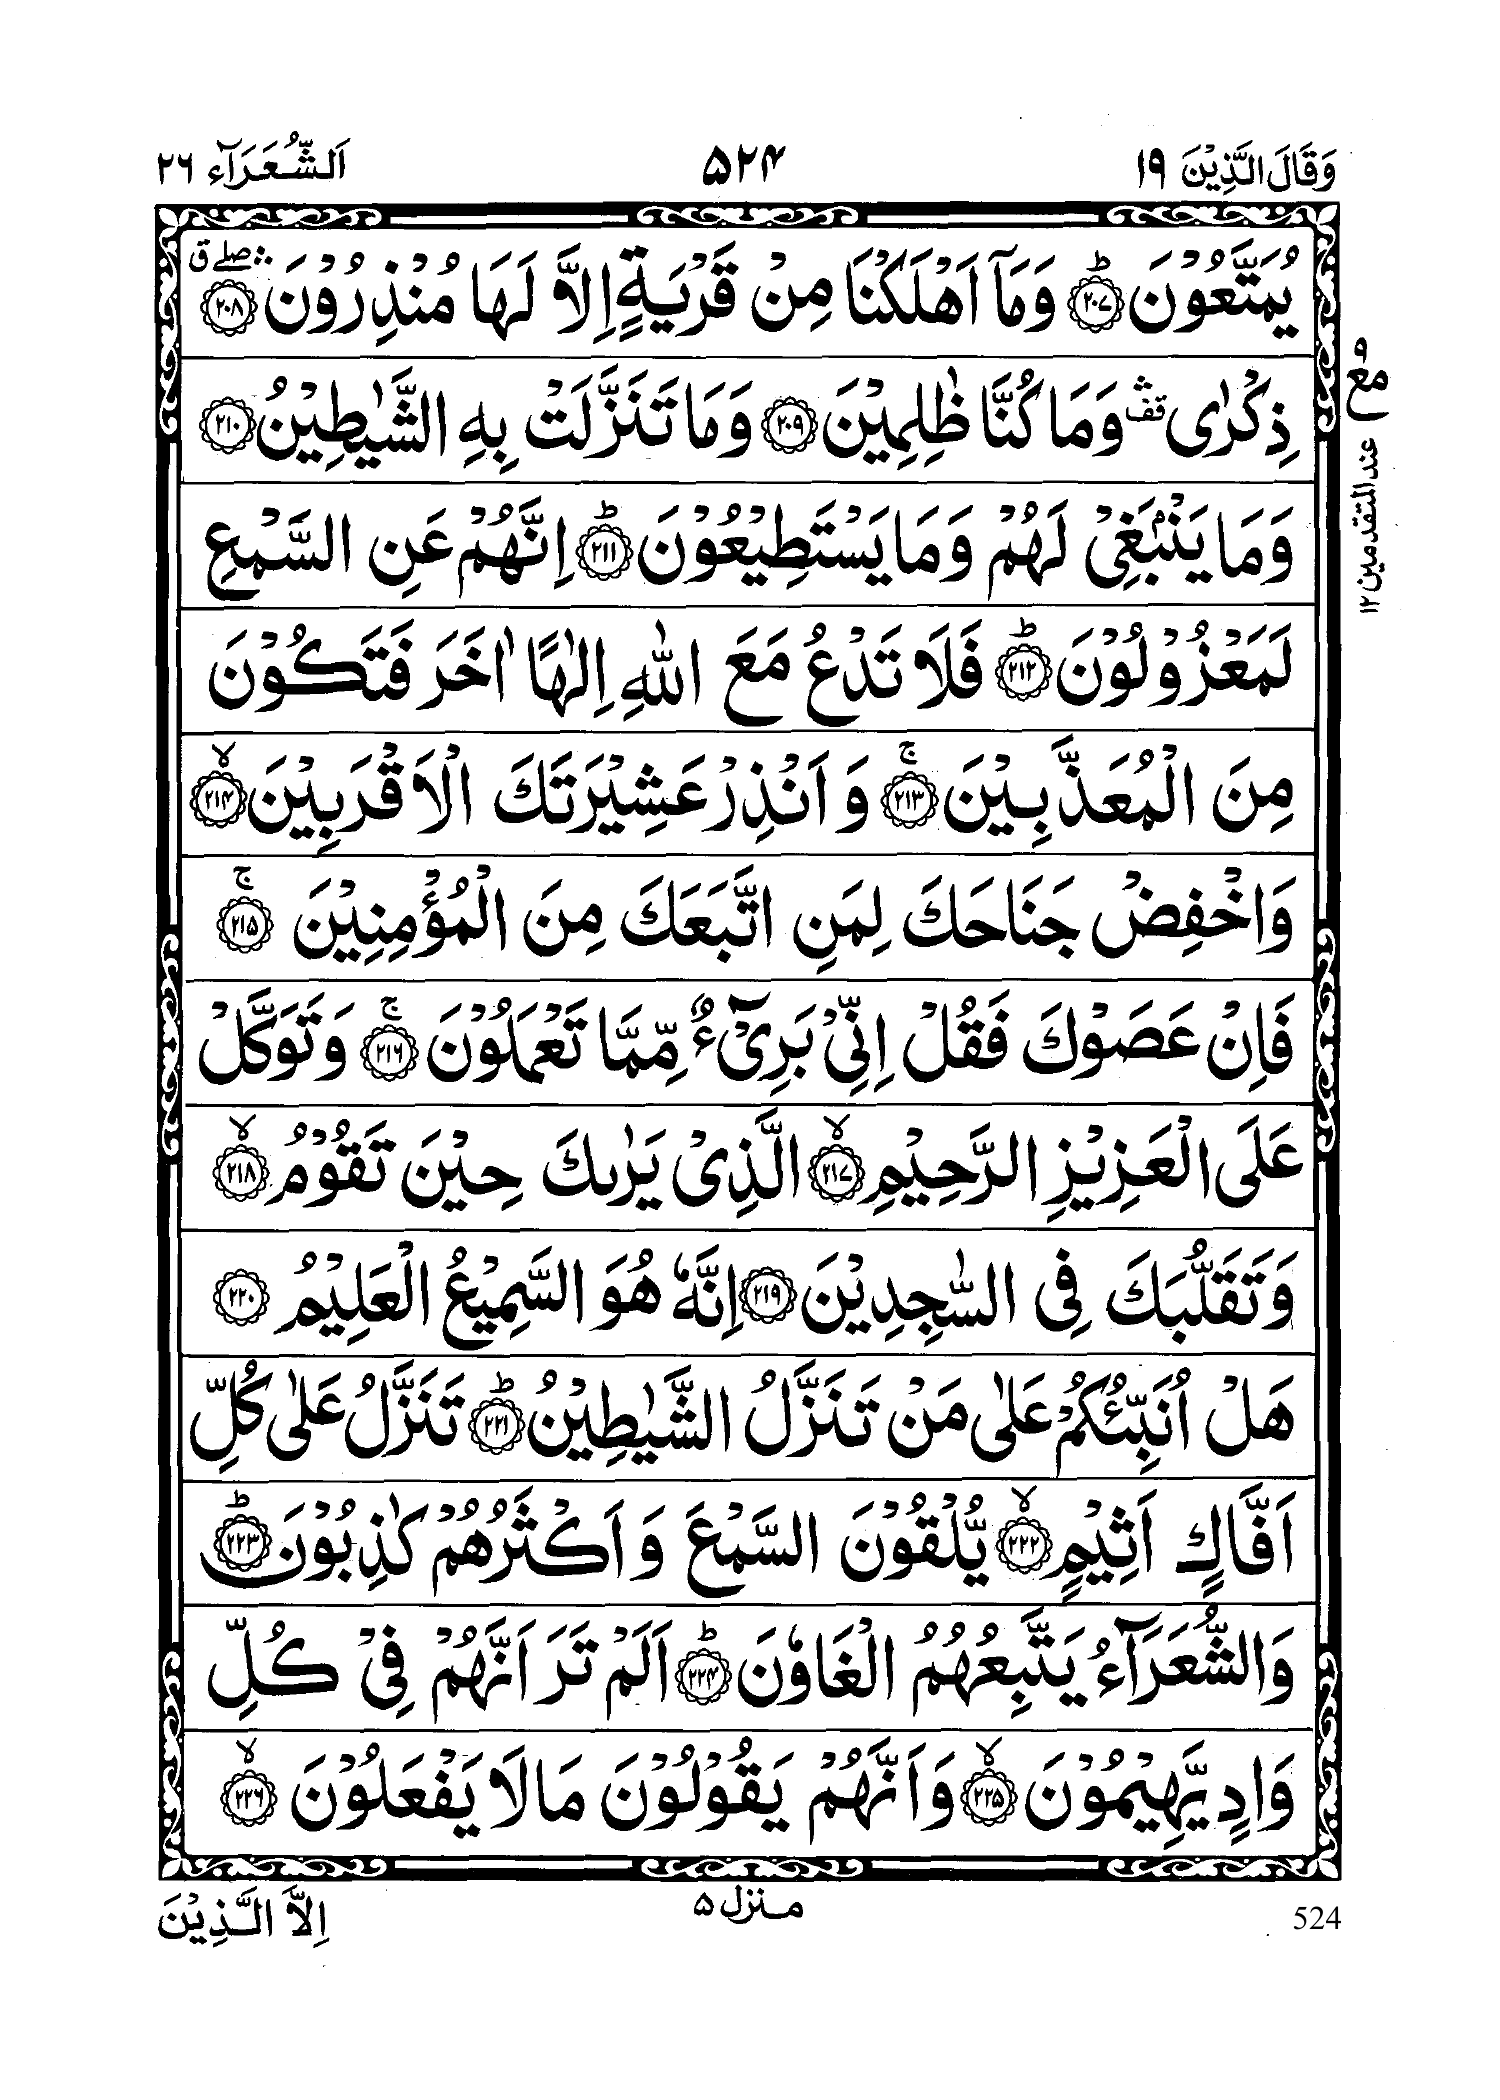 وَقَالَ الَّذِيْنَ ١٩
٥٢٤
اَلشُّعَرَآء ٢٦
يُمَتَّعُوْنَ ﴿٢٠٧﴾ؕ وَمَآ اَهْلَكْنَا مِنْ قَرْيَةٍ اِلَّا لَهَا مُنْذِرُوْنَ ﴿٢٠٨﴾ صلے ق
ذِكْرٰى قف وَمَا كُنَّا ظٰلِمِيْنَ ﴿٢٠٩﴾ وَمَا تَنَزَّلَتْ بِهِ الشَّيٰطِيْنُ ﴿٢١٠﴾
وَمَا يَنْۢبَغِيْ لَهُمْ وَمَا يَسْتَطِيْعُوْنَ ﴿٢١١﴾ؕ اِنَّهُمْ عَنِ السَّمْعِ
لَمَعْزُوْلُوْنَ ﴿٢١٢﴾ؕ فَلَا تَدْعُ مَعَ اللّٰهِ اِلٰهًا اٰخَرَ فَتَكُوْنَ
مِنَ الْمُعَذَّبِيْنَ ﴿٢١٣﴾ۚ وَاَنْذِرْ عَشِيْرَتَكَ الْاَقْرَبِيْنَ ﴿٢١٤﴾ۙ
وَاخْفِضْ جَنَاحَكَ لِمَنِ اتَّبَعَكَ مِنَ الْمُؤْمِنِيْنَ ﴿٢١٥﴾ۚ
فَاِنْ عَصَوْكَ فَقُلْ اِنِّيْ بَرِيْٓءٌ مِّمَّا تَعْمَلُوْنَ ﴿٢١٦﴾ۚ وَتَوَكَّلْ
عَلَى الْعَزِيْزِ الرَّحِيْمِ ﴿٢١٧﴾ۙ الَّذِيْ يَرٰىكَ حِيْنَ تَقُوْمُ ﴿٢١٨﴾ۙ
وَتَقَلُّبَكَ فِي السّٰجِدِيْنَ ﴿٢١٩﴾ اِنَّهٗ هُوَ السَّمِيْعُ الْعَلِيْمُ ﴿٢٢٠﴾
هَلْ اُنَبِّئُكُمْ عَلٰى مَنْ تَنَزَّلُ الشَّيٰطِيْنُ ﴿٢٢١﴾ؕ تَنَزَّلُ عَلٰى كُلِّ
اَفَّاكٍ اَثِيْمٍ ﴿٢٢٢﴾ۙ يُّلْقُوْنَ السَّمْعَ وَاَكْثَرُهُمْ كٰذِبُوْنَ ﴿٢٢٣﴾ؕ
وَالشُّعَرَآءُ يَتَّبِعُهُمُ الْغَاوٗنَ ﴿٢٢٤﴾ؕ اَلَمْ تَرَ اَنَّهُمْ فِيْ كُلِّ
وَادٍ يَّهِيْمُوْنَ ﴿٢٢٥﴾ۙ وَاَنَّهُمْ يَقُوْلُوْنَ مَا لَا يَفْعَلُوْنَ ﴿٢٢٦﴾ۙ
مع
عند المتقدمين ١٢
524
منزل ٥
اِلَّا الَّذِيْنَ